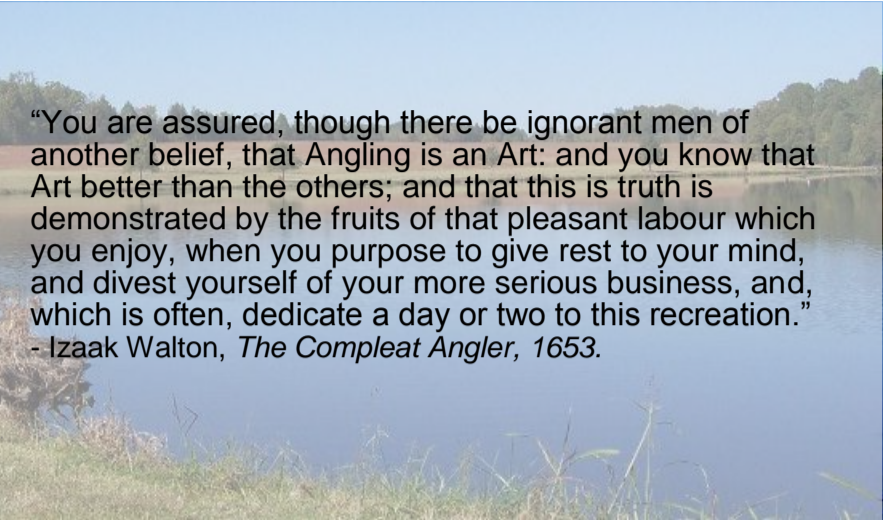 “You are assured, though there be ignorant men of
another belief, that Angling is an Art: and you know that
Art better than the others; and that this is truth is
demonstrated by the fruits of that pleasant labour which
you enjoy, when you purpose to give rest to your mind,
and divest yourself of your more serious business, and,
which is often, dedicate a day or two to this recreation.”
- Izaak Walton, The Compleat Angler, 1653.